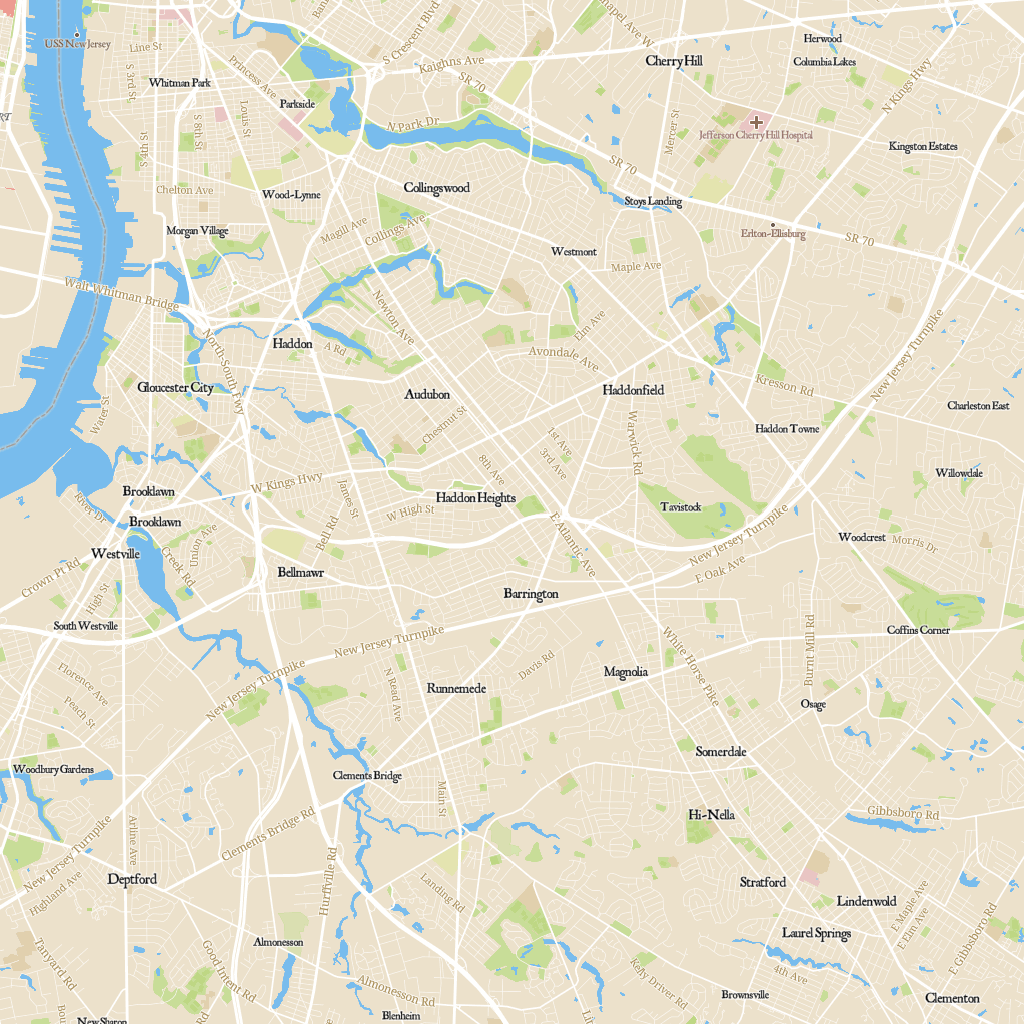 Chapel Ave W
S Crescent Blvd
Herwood
USS New Jersey
Line St
Kaighns Ave
Cherry Hill
Columbia Lakes
S 3rd St
Whitman Park
Princess Ave
SR 70
N Kings Hwy
Parkside
Louis St
S 8th St
S 4th St
N Park Dr
Mercer St
Jefferson Cherry Hill Hospital
Kingston Estates
SR 70
Chelton Ave
Wood-Lynne
Collingswood
Stoys Landing
Morgan Village
Magill Ave
Collings Ave
Erlton-Ellisburg
SR 70
Westmont
Maple Ave
Walt Whitman Bridge
Newton Ave
Elm Ave
North-South Fwy
Haddon
A Rd
Avondale Ave
New Jersey Turnpike
Gloucester City
Audubon
Haddonfield
Kresson Rd
Water St
Chestnut St
Warwick Rd
Charleston East
1st Ave
Haddon Towne
3rd Ave
8th Ave
Willowdale
W Kings Hwy
Brooklawn
James St
Haddon Heights
River Dr
W High St
Tavistock
Brooklawn
Union Ave
Bell Rd
E Atlantic Ave
New Jersey Turnpike
Woodcrest
Morris Dr
Westville
Creek Rd
Crown Pt Rd
Bellmawr
E Oak Ave
High St
Barrington
South Westville
New Jersey Turnpike
White Horse Pike
Burnt Mill Rd
Coffins Corner
Florence Ave
New Jersey Turnpike
N Read Ave
Davis Rd
Magnolia
Runnemede
Peach St
Osage
Somerdale
Woodbury Gardens
Clements Bridge
Main St
Hi-Nella
Gibbsboro Rd
Clements Bridge Rd
Arline Ave
New Jersey Turnpike
Highland Ave
Deptford
Hurffville Rd
Landing Rd
Stratford
Lindenwold
E Maple Ave
E Elm Ave
Laurel Springs
Almonesson
E Gibbsboro Rd
Tanyard Rd
Good Intent Rd
Kelly Driver Rd
4th Ave
Almonesson Rd
Brownsville
Clementon
Blenheim
New Sharon